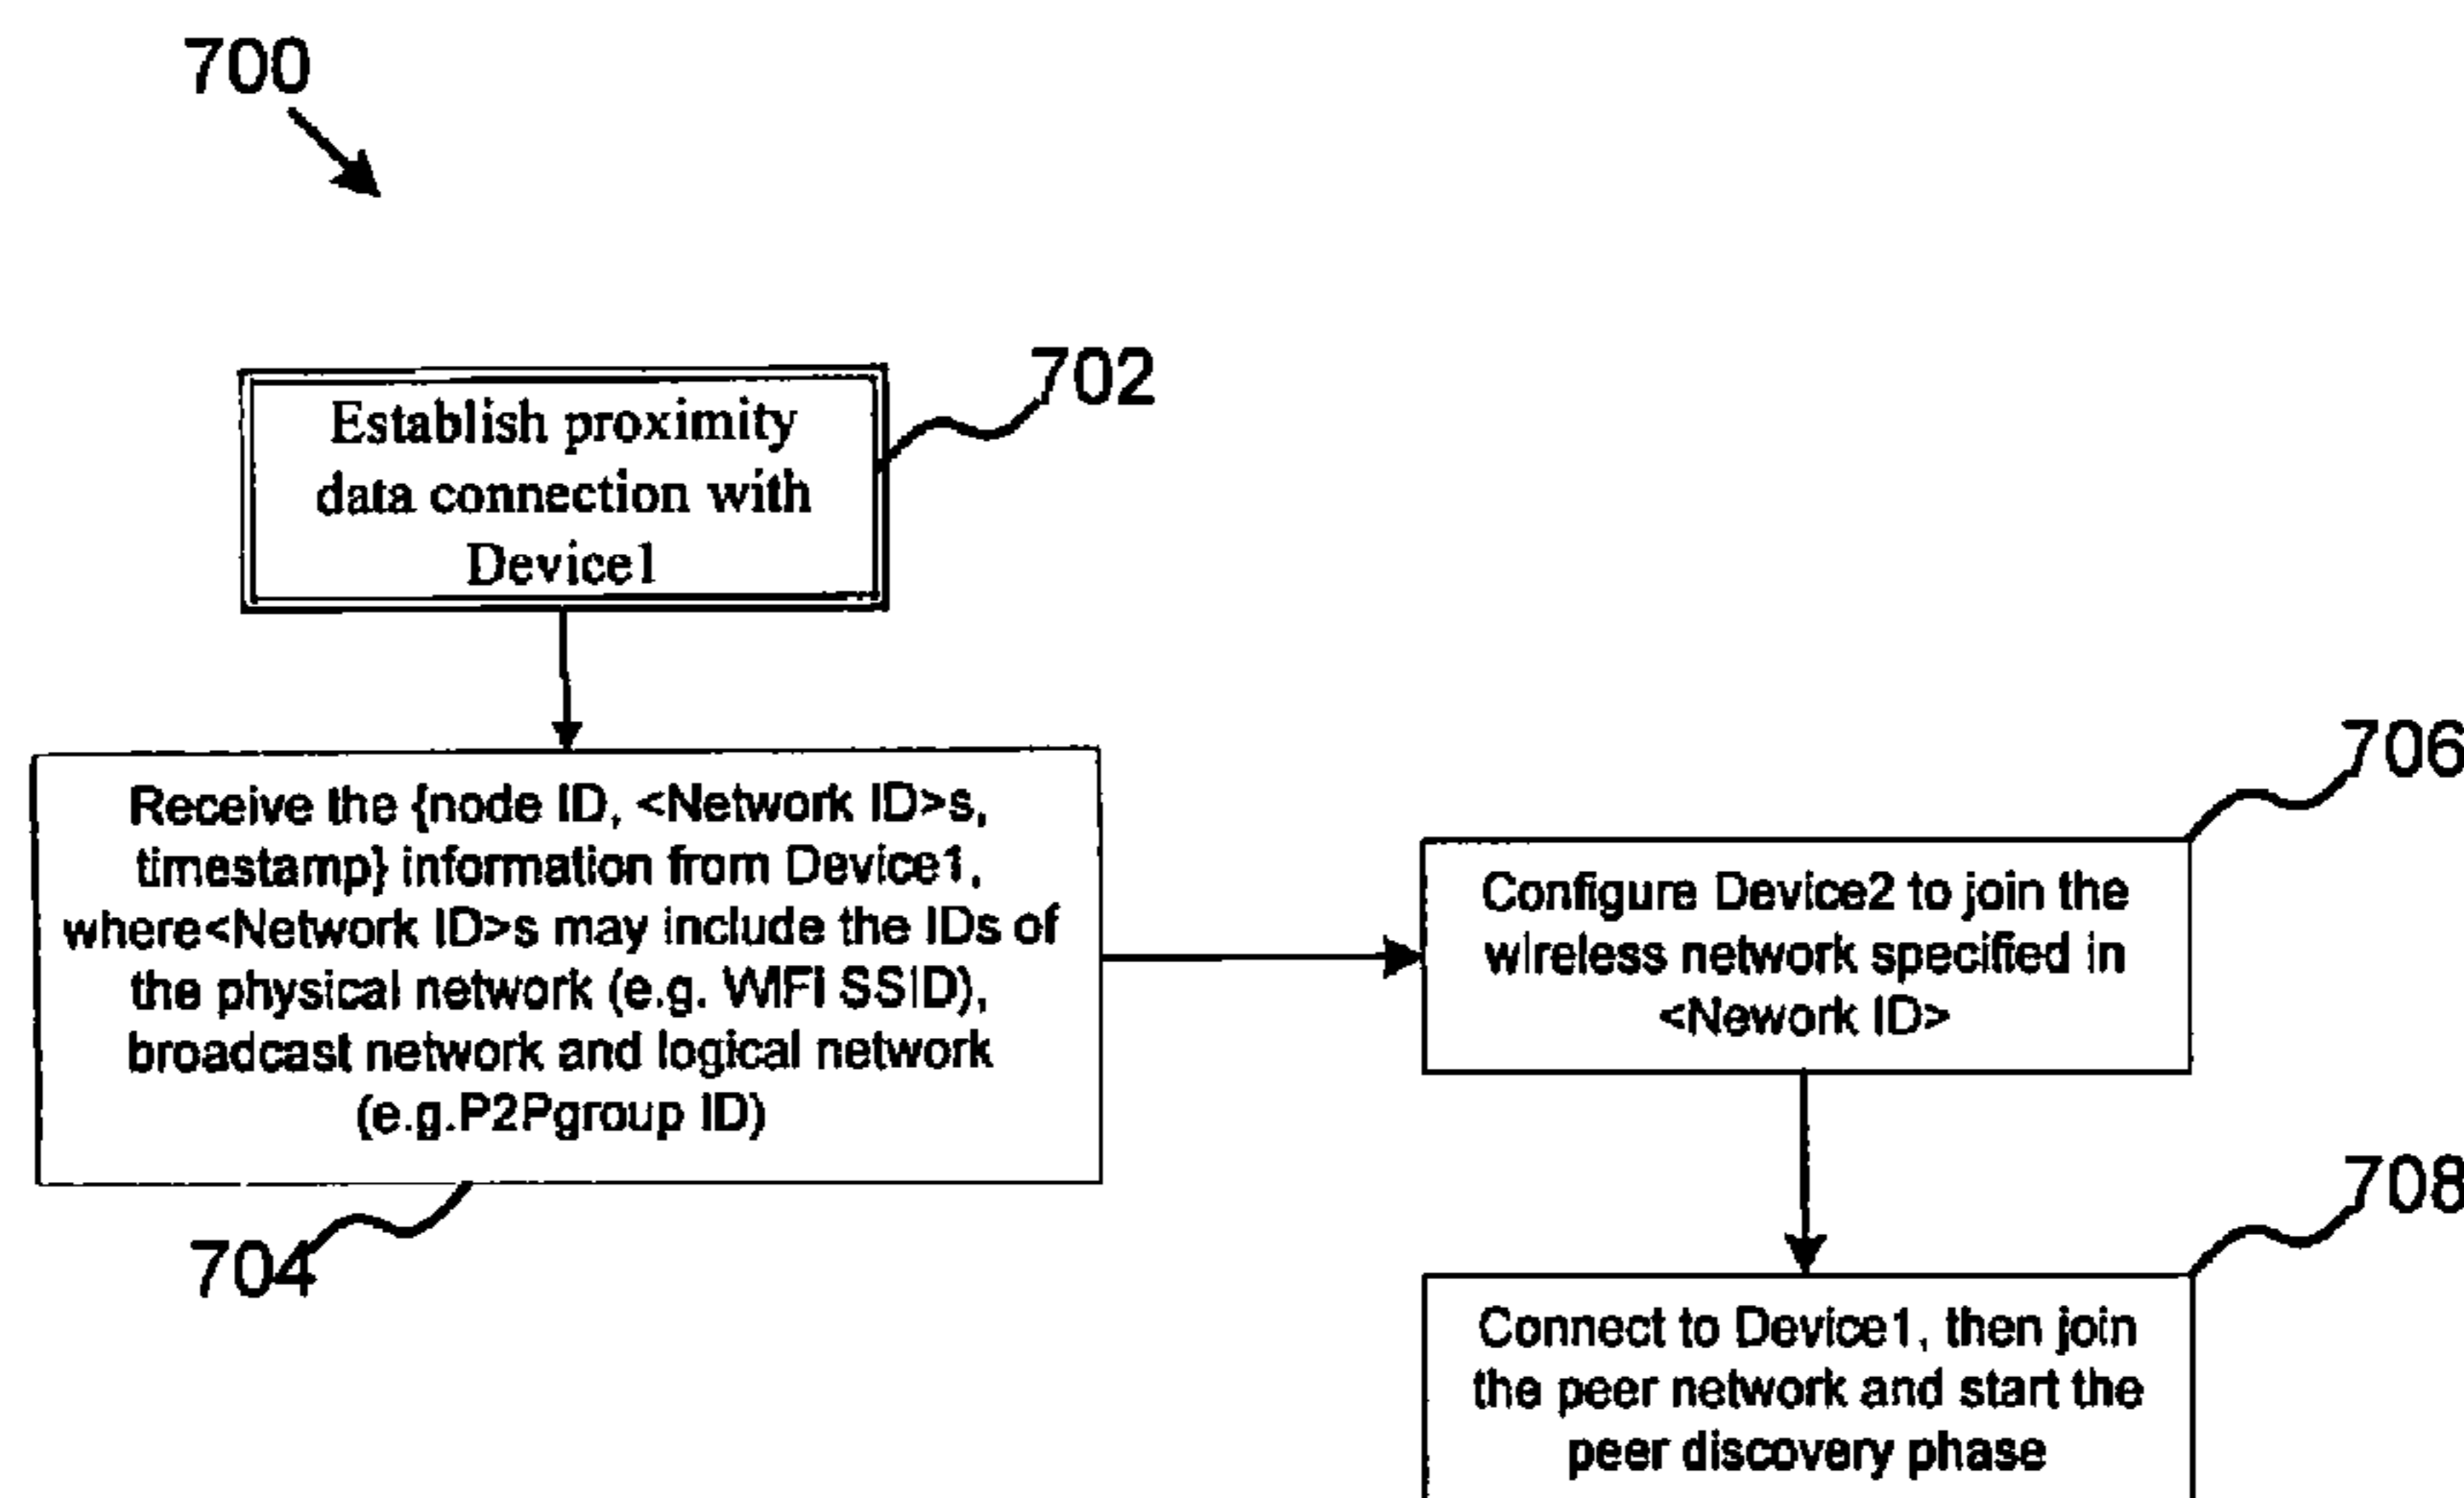 700
702
Establish proximity
data connection with
Device1
Receive the {node ID, <Network ID>s,
timestamp} information from Device1,
where<Network ID>s may include the IDs of
the physical network (e.g. WiFi SSID),
broadcast network and logical network
(e.g.P2Pgroup ID)
704
706
Configure Device2 to join the
wireless network specified in
<Nework ID>
708
Connect to Device1, then join
the peer network and start the
peer discovery phase